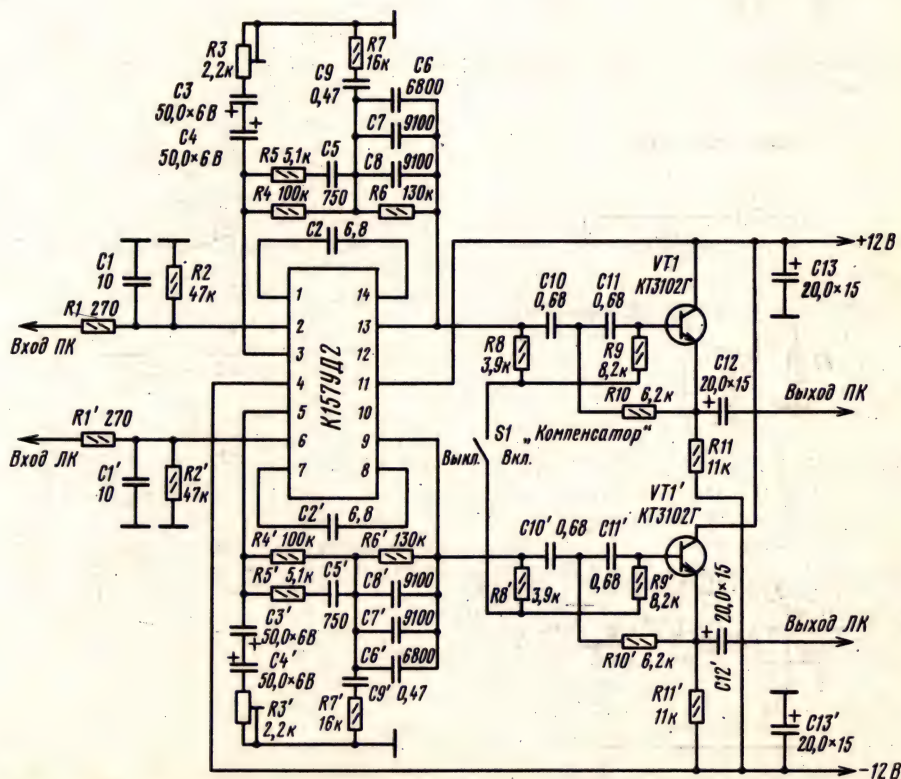 R3
2,2к
C3
50,0×6В
C4
50,0×6В
R7
16к
C9
0,47
C6
6800
C7
9100
C8
9100
R5 5,1к
C5
750
R4 100к
R6 130к
C2 6,8
C1
10
R2
47к
R1 270
Вход ПК
1
2
3
4
5
6
7
14
13
12
11
10
9
8
К157УД2
R1' 270
Вход ЛК
C1'
10
R2'
47к
C2' 6,8
R4' 100к
R6' 130к
R5' 5,1к
C5'
750
C8' 9100
C7' 9100
C6' 6800
C3'
50,0×6В
C4'
50,0×6В
R3'
2,2к
C9' 0,47
R7'
16к
C10
0,68
C11
0,68
VT1
КТ3102Г
R8
3,9к
R9
8,2к
R10 6,2к
C12
20,0×15
C13
20,0×15
+12В
Выход ПК
R11
11к
S1 „Компенсатор"
Выкл.
Вкл.
VT1'
КТ3102Г
C10' 0,68
C11'
0,68
R8'
3,9к
R9'
8,2к
R10' 6,2к
20,0×15
C12'
Выход ЛК
R11'
11к
C13'
20,0×15
−12В